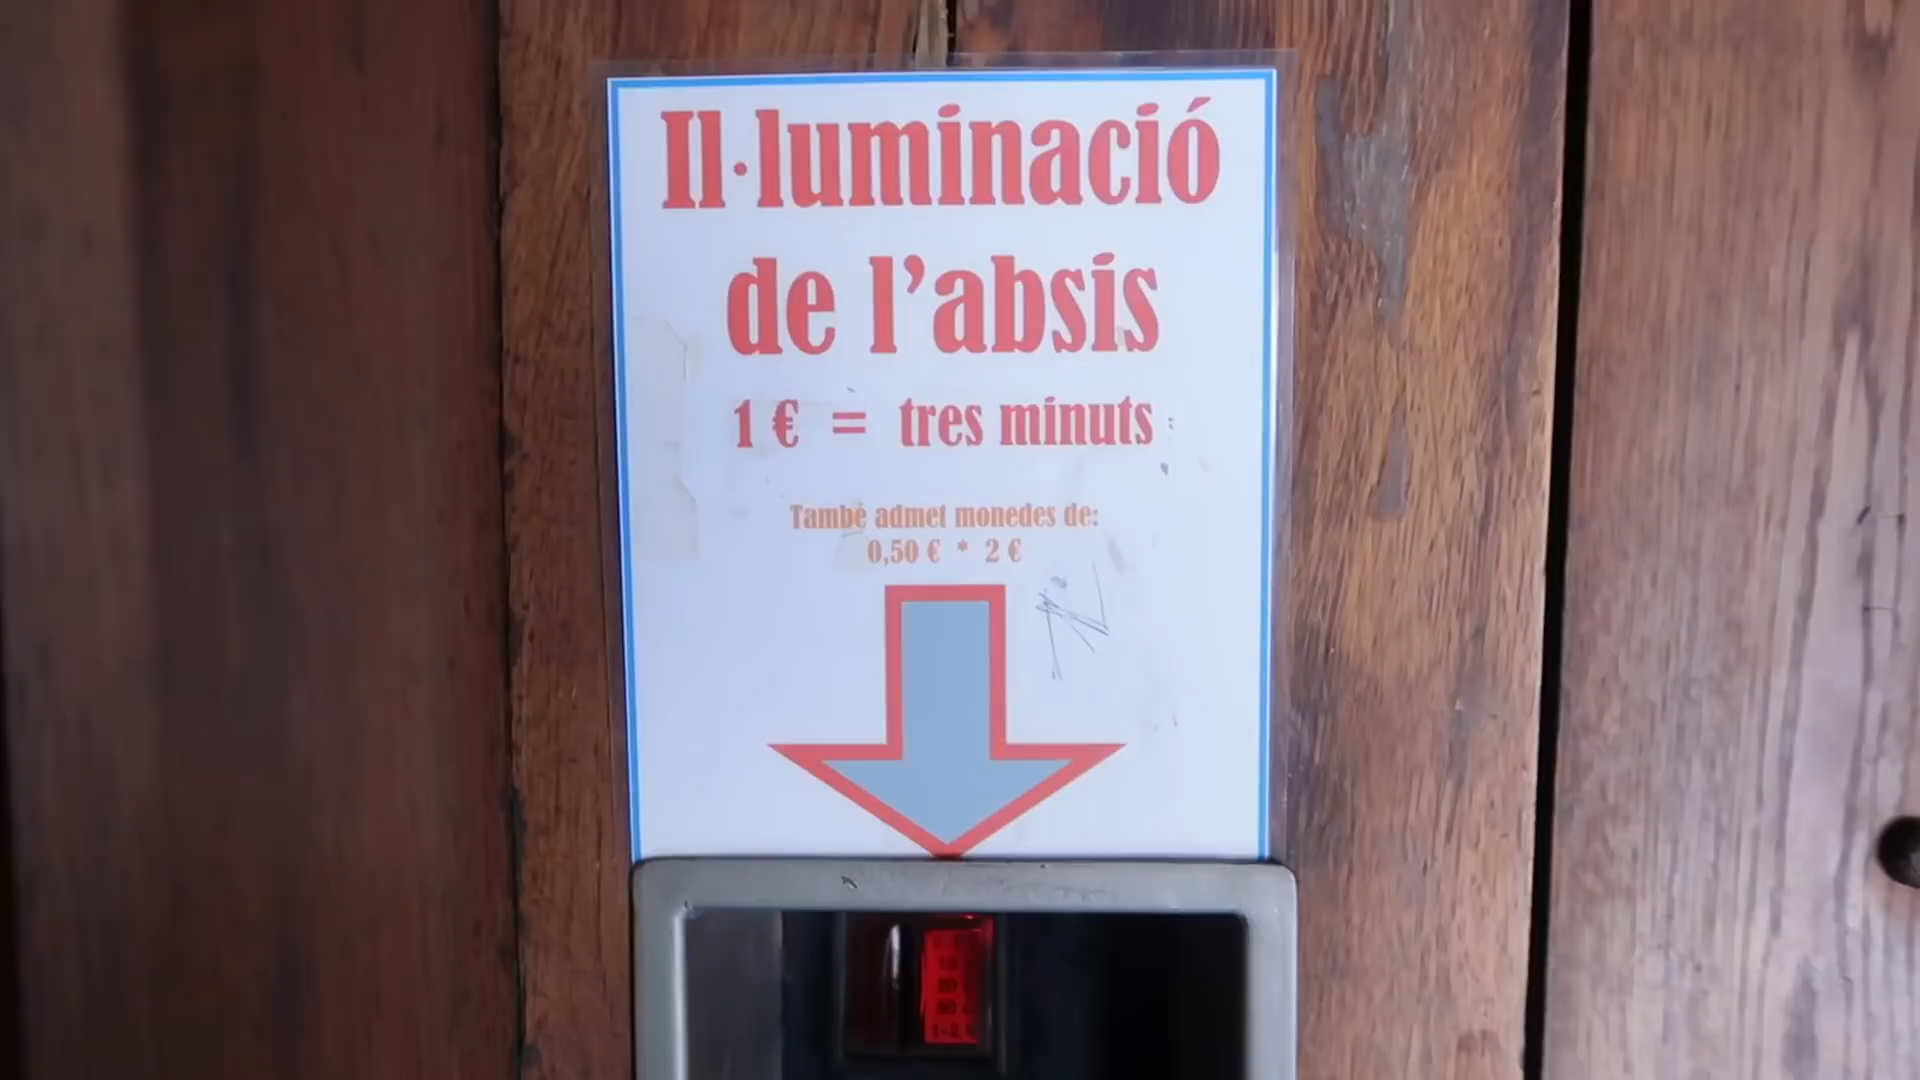 Il·luminació
de l’absis
1 € = tres minuts
També admet monedes de:
0,50 € * 2 €